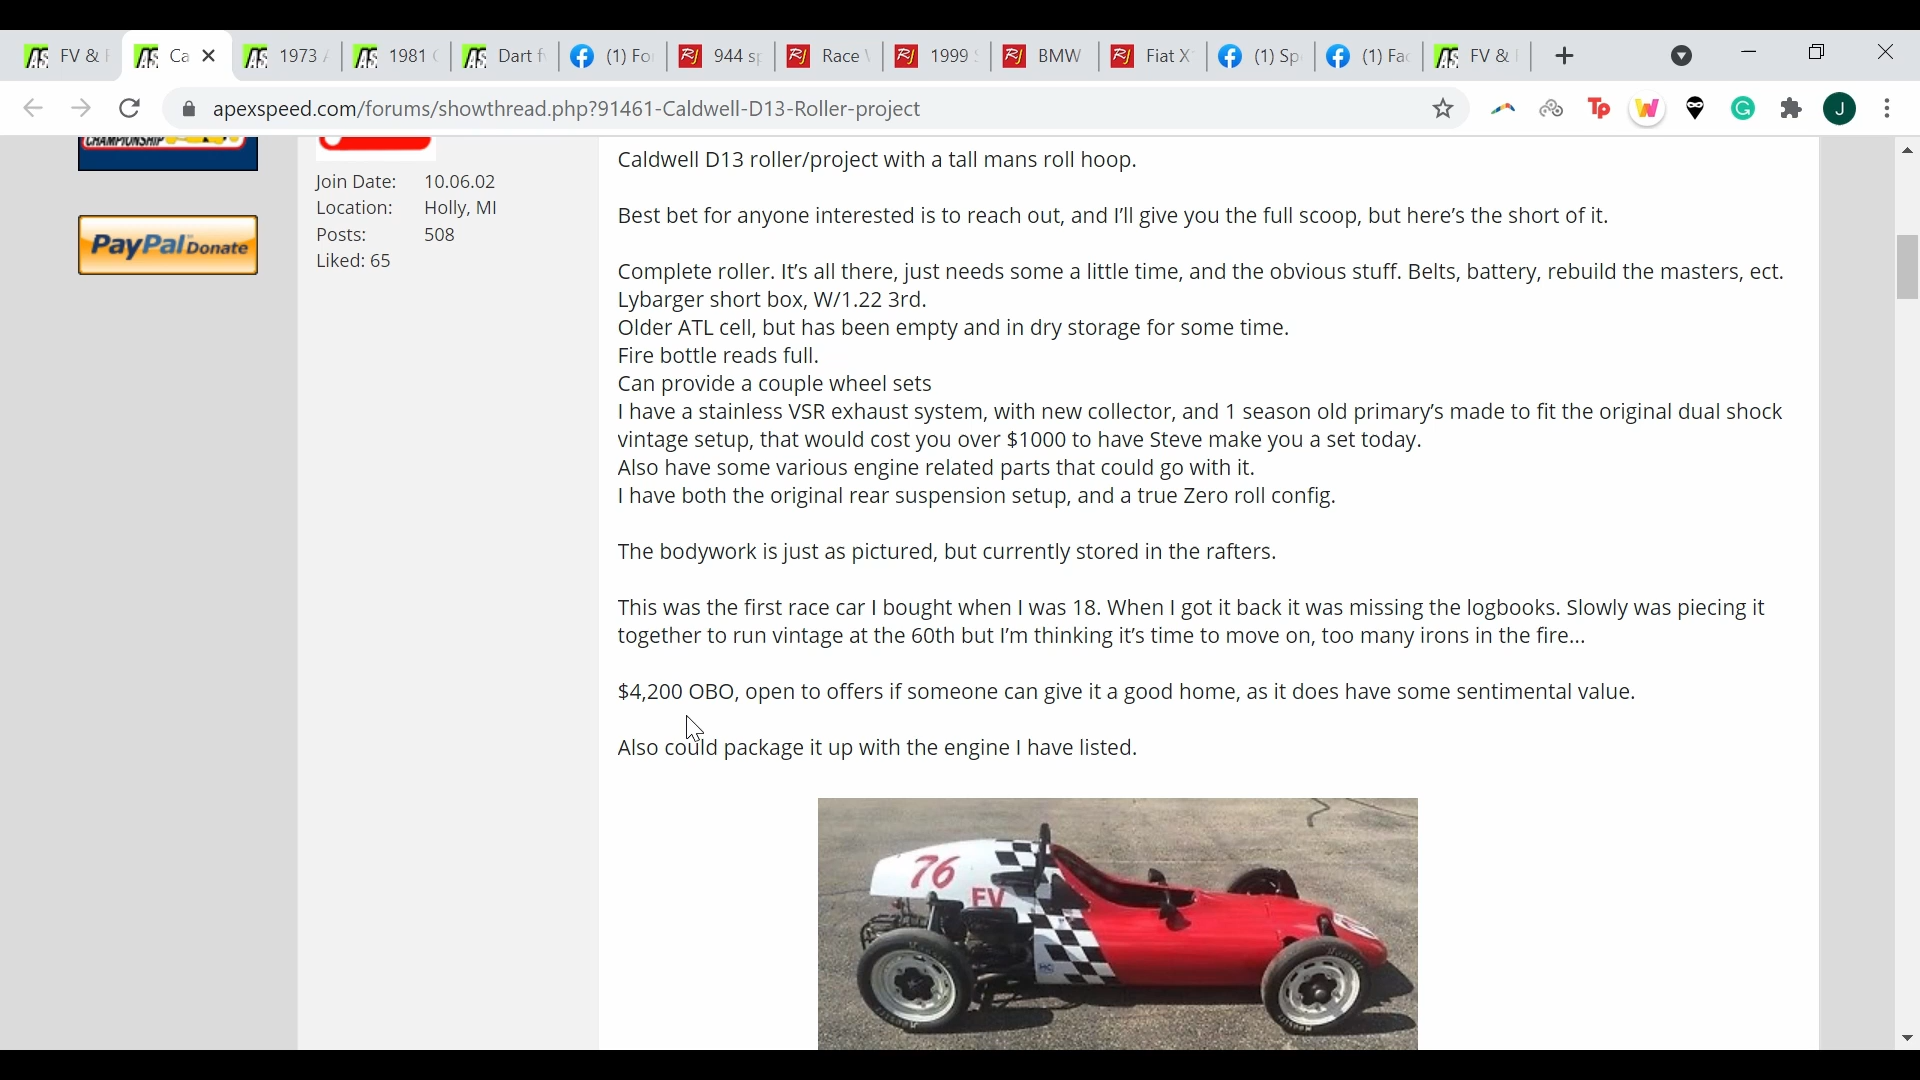 FV &
Ca
1973
1981
Dart f
(1) Fo
944 sp
Race
1999
BMW
Fiat X
(1) Sp
(1) Fac
FV &
apexspeed.com/forums/showthread.php?91461-Caldwell-D13-Roller-project
Tp
W
G
J
CHAMPIONSHIP
PayPal Donate
Join Date: 10.06.02
Location: Holly, MI
Posts: 508
Liked: 65
Caldwell D13 roller/project with a tall mans roll hoop.
Best bet for anyone interested is to reach out, and I’ll give you the full scoop, but here’s the short of it.
Complete roller. It’s all there, just needs some a little time, and the obvious stuff. Belts, battery, rebuild the masters, ect.
Lybarger short box, W/1.22 3rd.
Older ATL cell, but has been empty and in dry storage for some time.
Fire bottle reads full.
Can provide a couple wheel sets
I have a stainless VSR exhaust system, with new collector, and 1 season old primary’s made to fit the original dual shock
vintage setup, that would cost you over $1000 to have Steve make you a set today.
Also have some various engine related parts that could go with it.
I have both the original rear suspension setup, and a true Zero roll config.
The bodywork is just as pictured, but currently stored in the rafters.
This was the first race car I bought when I was 18. When I got it back it was missing the logbooks. Slowly was piecing it
together to run vintage at the 60th but I’m thinking it’s time to move on, too many irons in the fire...
$4,200 OBO, open to offers if someone can give it a good home, as it does have some sentimental value.
Also could package it up with the engine I have listed.
76
FV